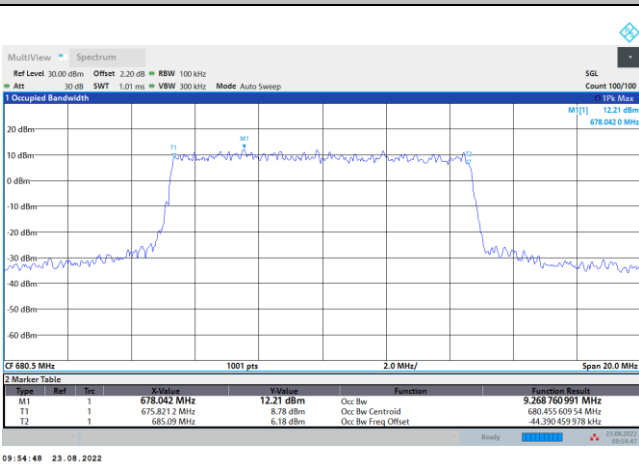 MultiView Spectrum
Ref Level 30.00 dBm Offset 2.20 dB RBW 100 kHz SGL
Att 30 dB SWT 1.01 ms VBW 300 kHz Mode Auto Sweep Count 100/100
1 Occupied Bandwidth 1Pk Max
M1[1] 12.21 dBm
678.042 0 MHz
20 dBm
T1 M1 T2
10 dBm
0 dBm
-10 dBm
-20 dBm
-30 dBm
-40 dBm
-50 dBm
-60 dBm
CF 680.5 MHz 1001 pts 2.0 MHz/ Span 20.0 MHz
2 Marker Table
Type Ref Trc X-Value Y-Value Function Function Result
M1 1 678.042 MHz 12.21 dBm Occ Bw 9.268 760 991 MHz
T1 1 675.821 2 MHz 8.78 dBm Occ Bw Centroid 680.455 609 54 MHz
T2 1 685.09 MHz 6.18 dBm Occ Bw Freq Offset -44.390 459 978 kHz
Ready 23.08.2022
09:54:47
09:54:48 23.08.2022